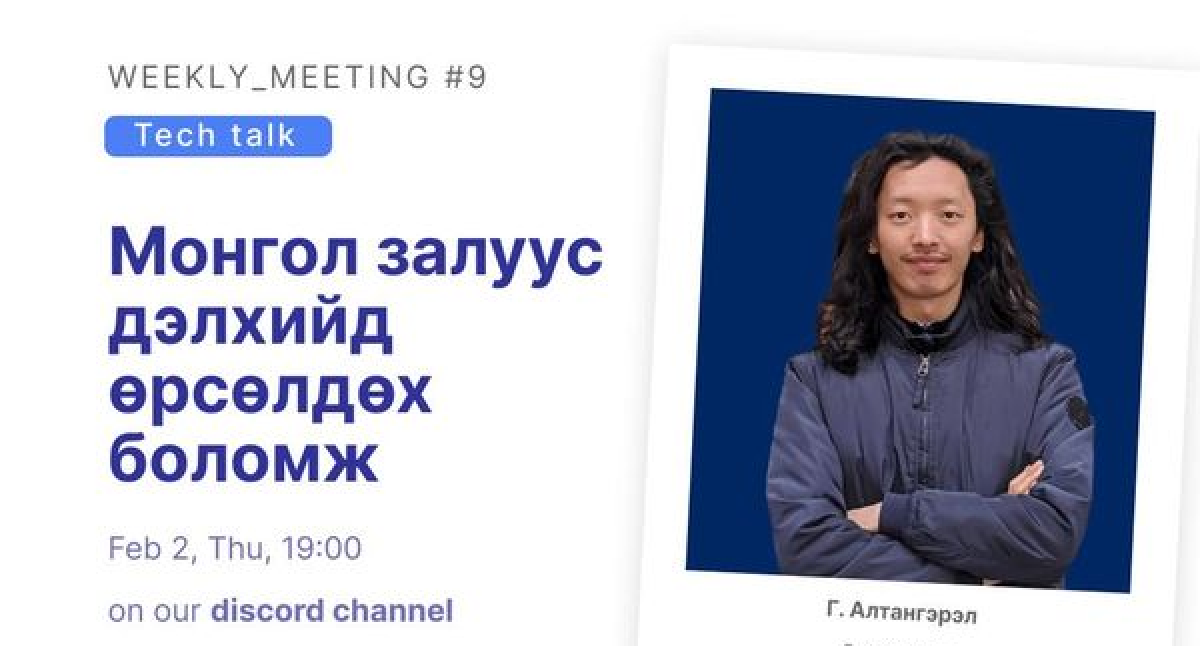 WEEKLY_MEETING #9
Tech talk
Монгол залуус
дэлхийд
өрсөлдөх
боломж
Feb 2, Thu, 19:00
on our discord channel
Г. Алтангэрэл